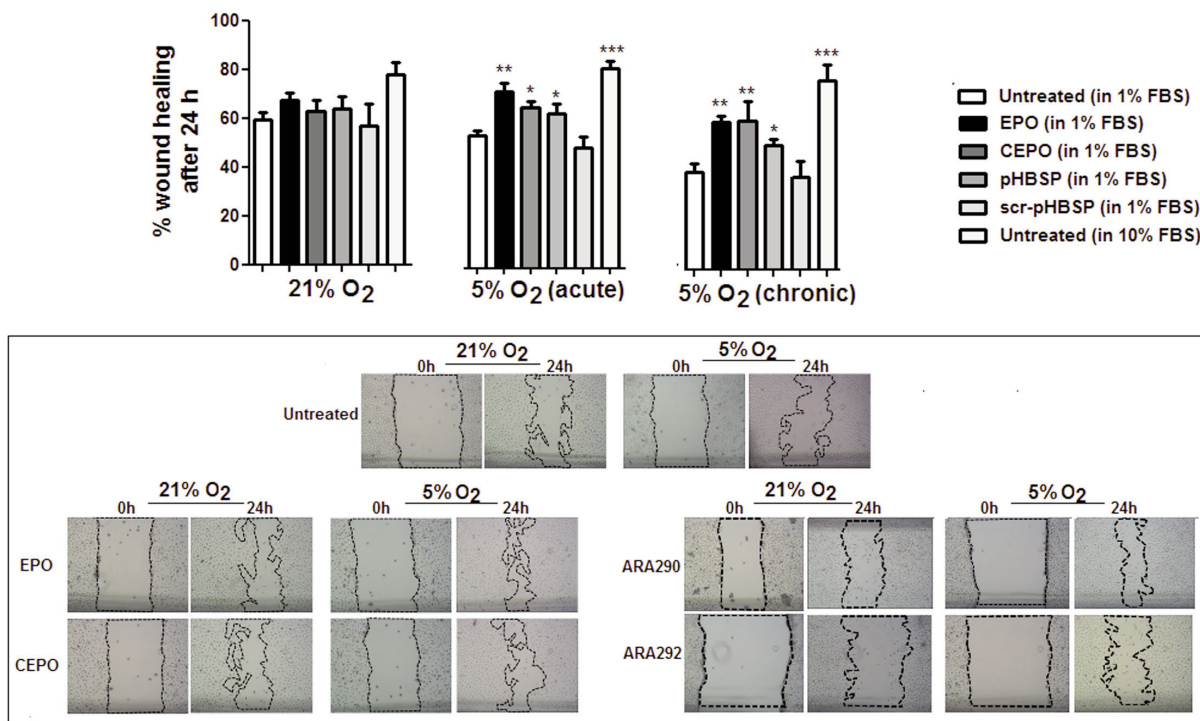 % wound healing
after 24 h
100
80
60
40
20
0
21% O2
** * * ***
5% O2 (acute)
** ** * ***
5% O2 (chronic)
Untreated (in 1% FBS)
EPO (in 1% FBS)
CEPO (in 1% FBS)
pHBSP (in 1% FBS)
scr-pHBSP (in 1% FBS)
Untreated (in 10% FBS)
21% O2 5% O2
0h 24h 0h 24h
Untreated
21% O2 5% O2 21% O2 5% O2
0h 24h 0h 24h 0h 24h 0h 24h
EPO ARA290
CEPO ARA292